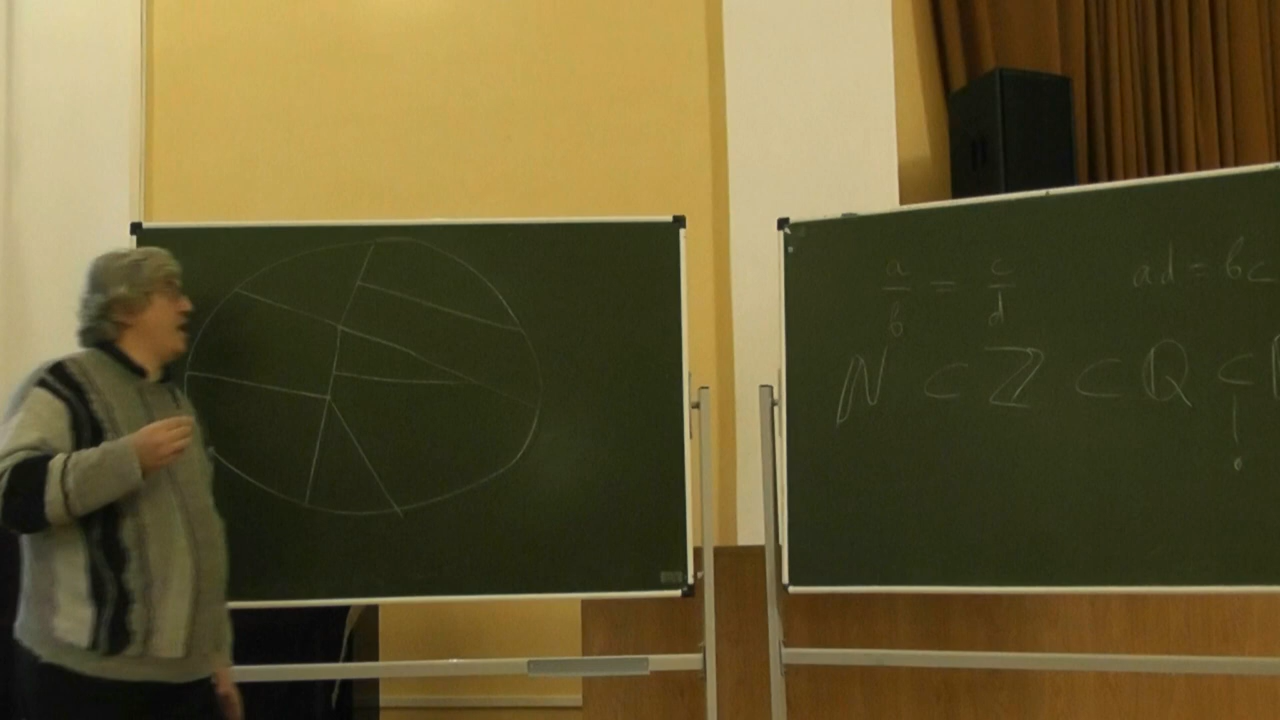 a/b = c/d ad = bc
N ⊂ Z ⊂ Q ⊂
!